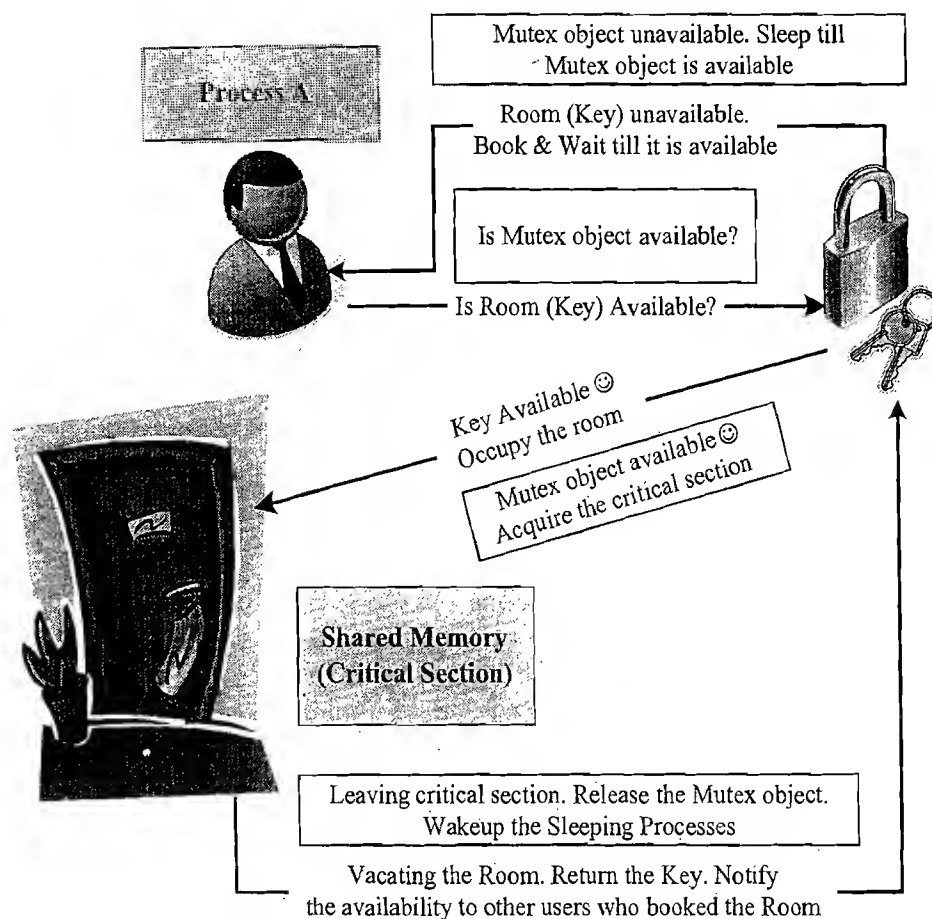 Mutex object unavailable. Sleep till
Mutex object is available
Process A
Room (Key) unavailable.
Book & Wait till it is available
Is Mutex object available?
Is Room (Key) Available?
Key Available ☺
Occupy the room
Mutex object available ☺
Acquire the critical section
Shared Memory
(Critical Section)
Leaving critical section. Release the Mutex object.
Wakeup the Sleeping Processes
Vacating the Room. Return the Key. Notify
the availability to other users who booked the Room